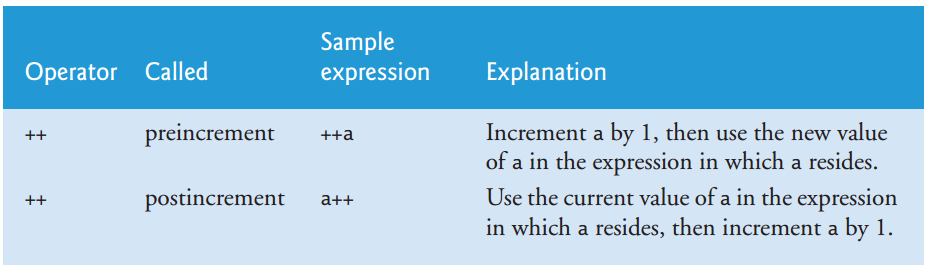 Sample
Operator Called expression Explanation
++ preincrement ++a Increment a by 1, then use the new value
of a in the expression in which a resides.
++ postincrement a++ Use the current value of a in the expression
in which a resides, then increment a by 1.